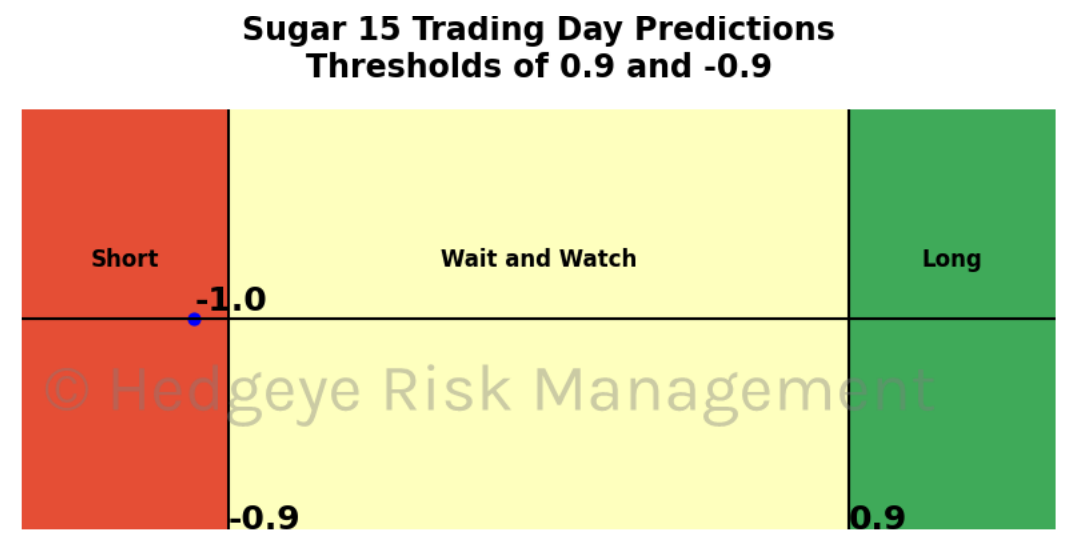 Sugar 15 Trading Day Predictions
Thresholds of 0.9 and -0.9
Short
Wait and Watch
Long
-1.0
© Hedgeye Risk Management
-0.9
0.9